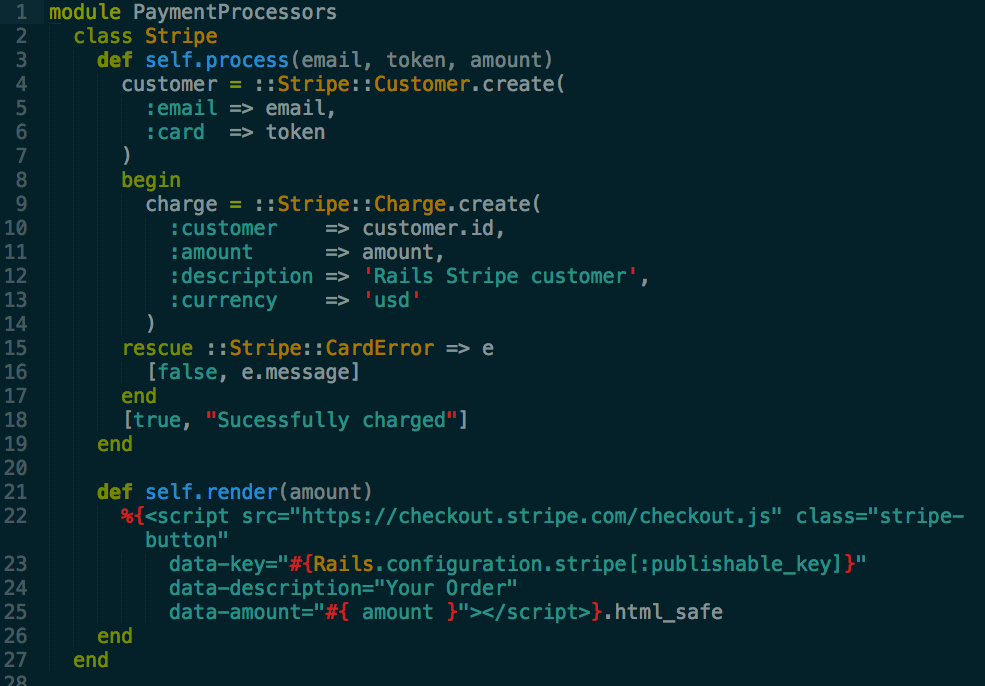 1 module PaymentProcessors
2   class Stripe
3     def self.process(email, token, amount)
4       customer = ::Stripe::Customer.create(
5         :email => email,
6         :card  => token
7       )
8       begin
9         charge = ::Stripe::Charge.create(
10           :customer    => customer.id,
11           :amount      => amount,
12           :description => 'Rails Stripe customer',
13           :currency    => 'usd'
14         )
15       rescue ::Stripe::CardError => e
16         [false, e.message]
17       end
18       [true, "Sucessfully charged"]
19     end
20
21     def self.render(amount)
22       %{<script src="https://checkout.stripe.com/checkout.js" class="stripe-
button"
23           data-key="#{Rails.configuration.stripe[:publishable_key]}"
24           data-description="Your Order"
25           data-amount="#{ amount }"></script>}.html_safe
26     end
27   end
28